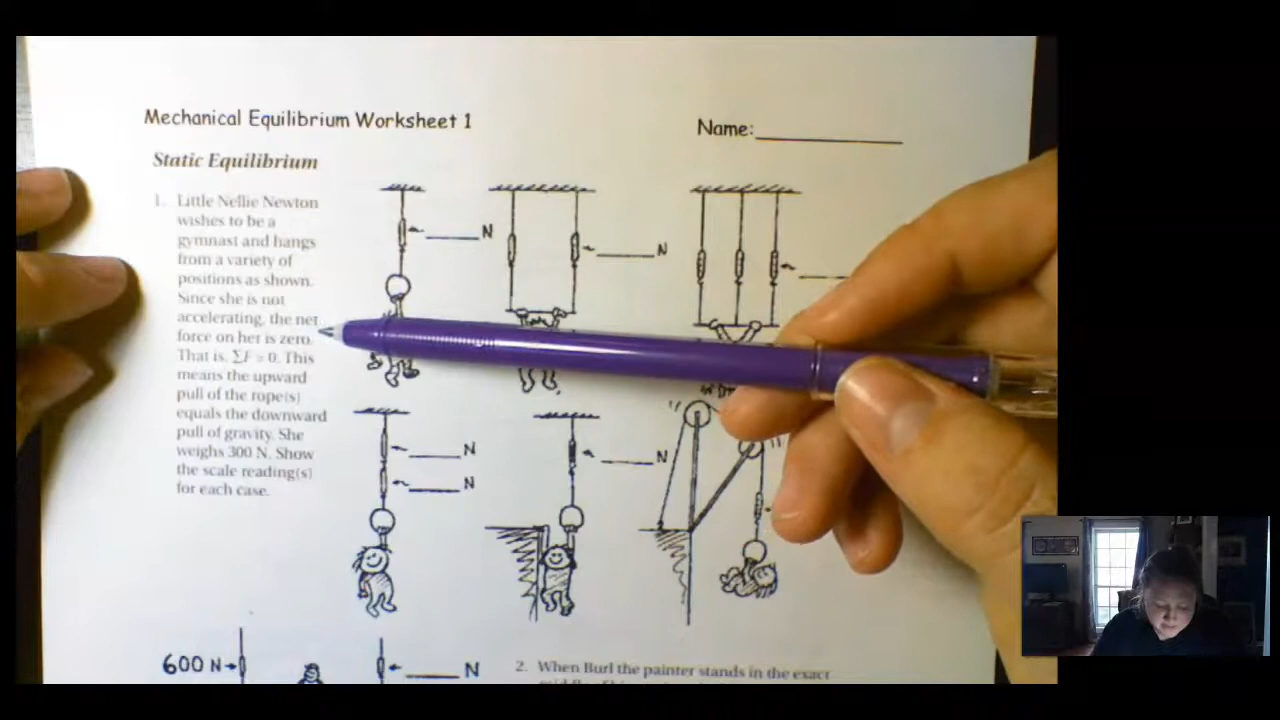 Mechanical Equilibrium Worksheet 1
Name:
Static Equilibrium
1. Little Nellie Newton
wishes to be a
gymnast and hangs
from a variety of
positions as shown.
Since she is not
accelerating, the net
force on her is zero.
That is, ΣF = 0. This
means the upward
pull of the rope(s)
equals the downward
pull of gravity. She
weighs 300 N. Show
the scale reading(s)
for each case.
N
N
N
N
N
600 N
N
2. When Burl the painter stands in the exact